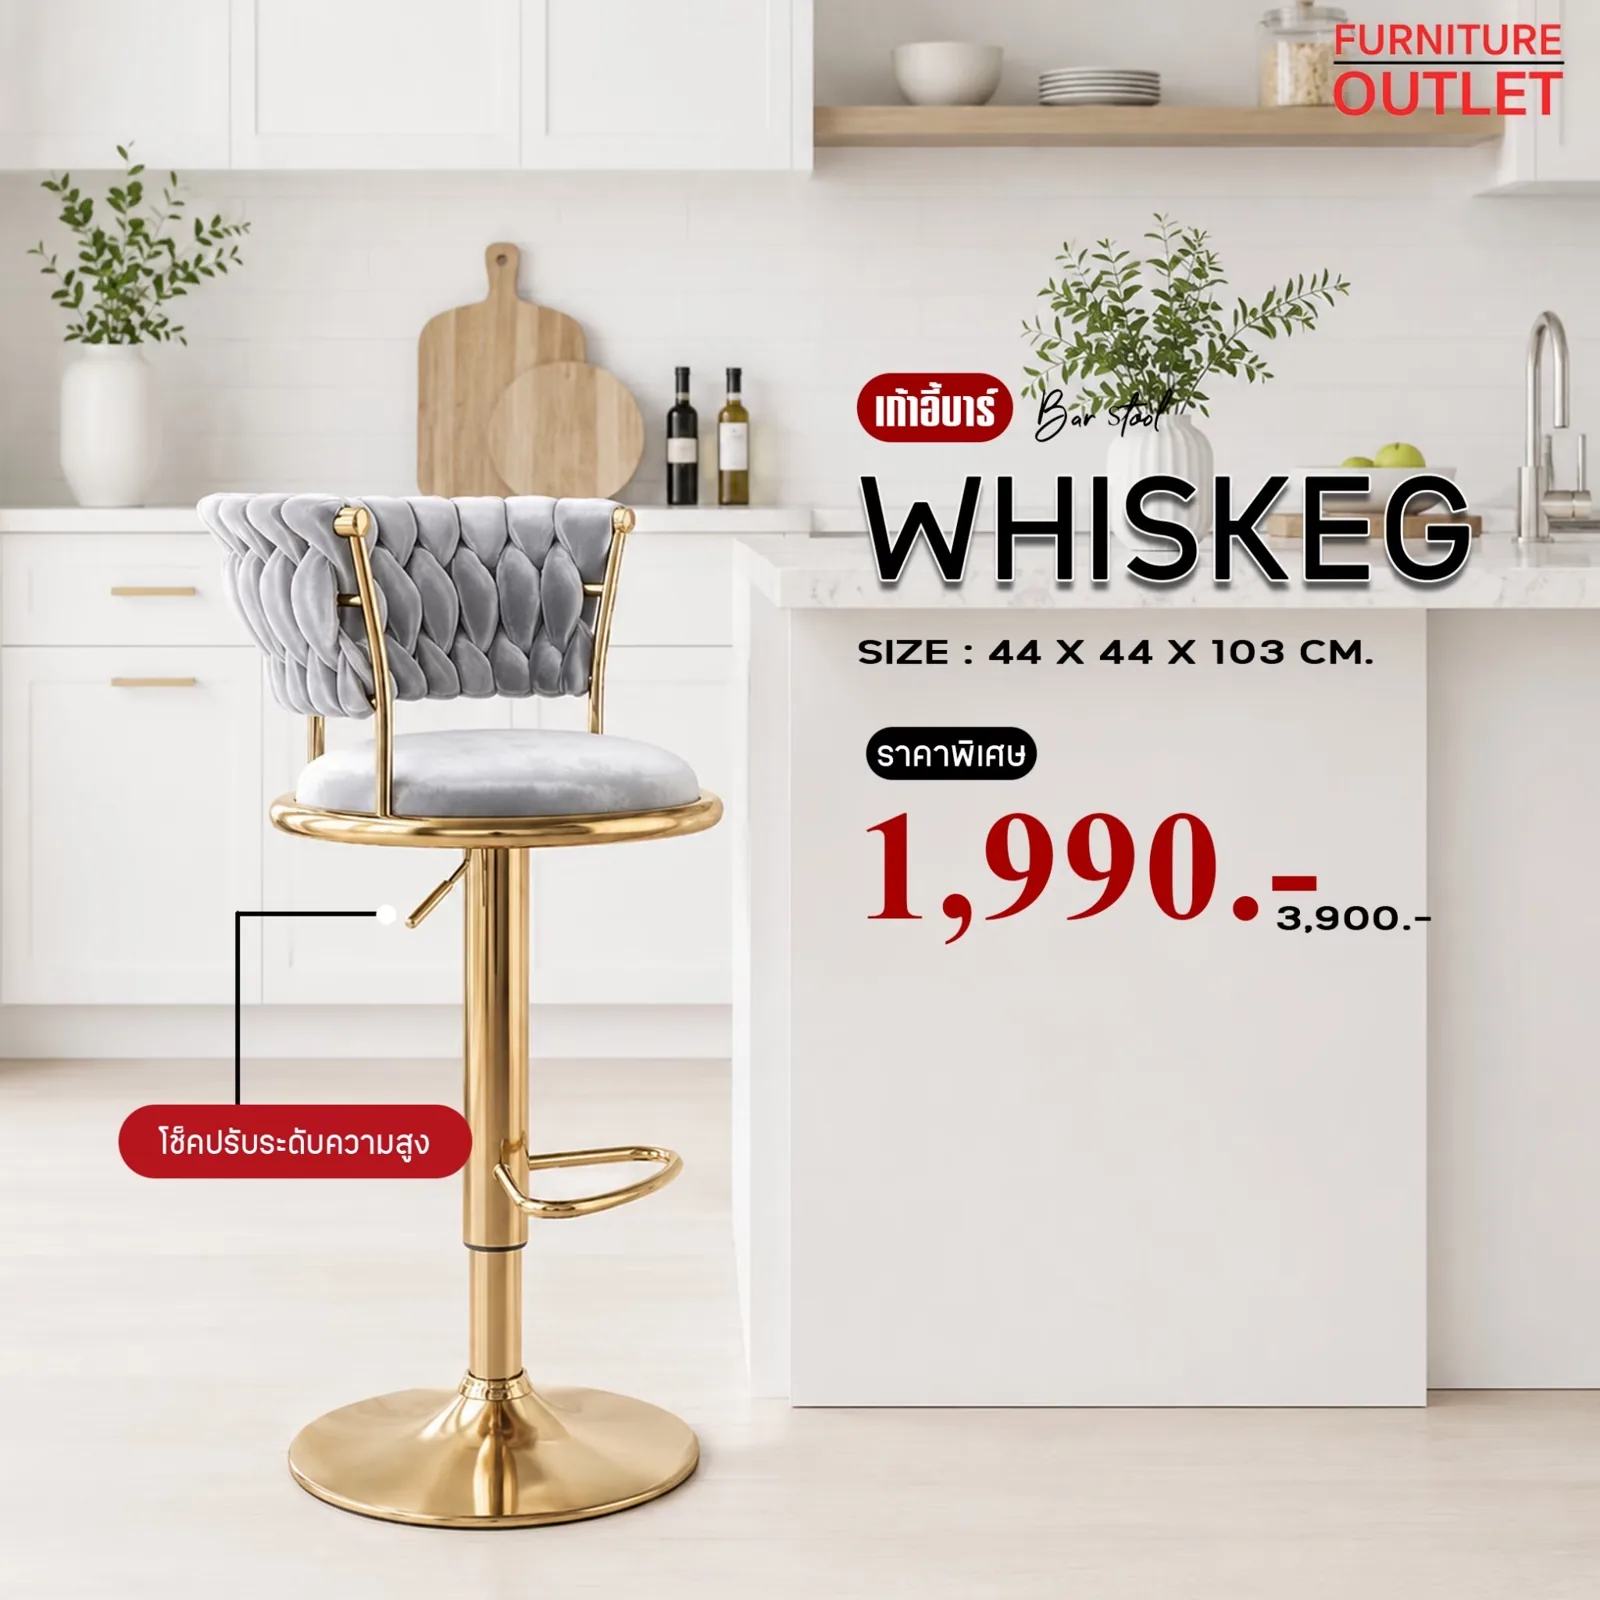 FURNITURE
OUTLET
เก้าอี้บาร์ Bar stool
WHISKEG
SIZE : 44 X 44 X 103 CM.
ราคาพิเศษ
1,990.-
3,900.-
โช็คปรับระดับความสูง